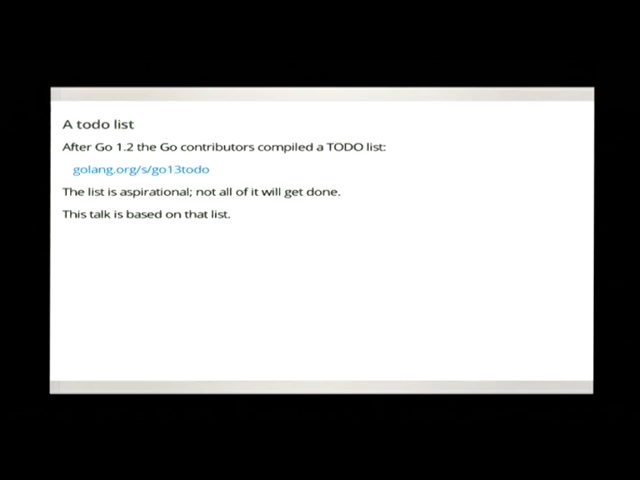 A todo list
After Go 1.2 the Go contributors compiled a TODO list:
golang.org/s/go13todo
The list is aspirational; not all of it will get done.
This talk is based on that list.